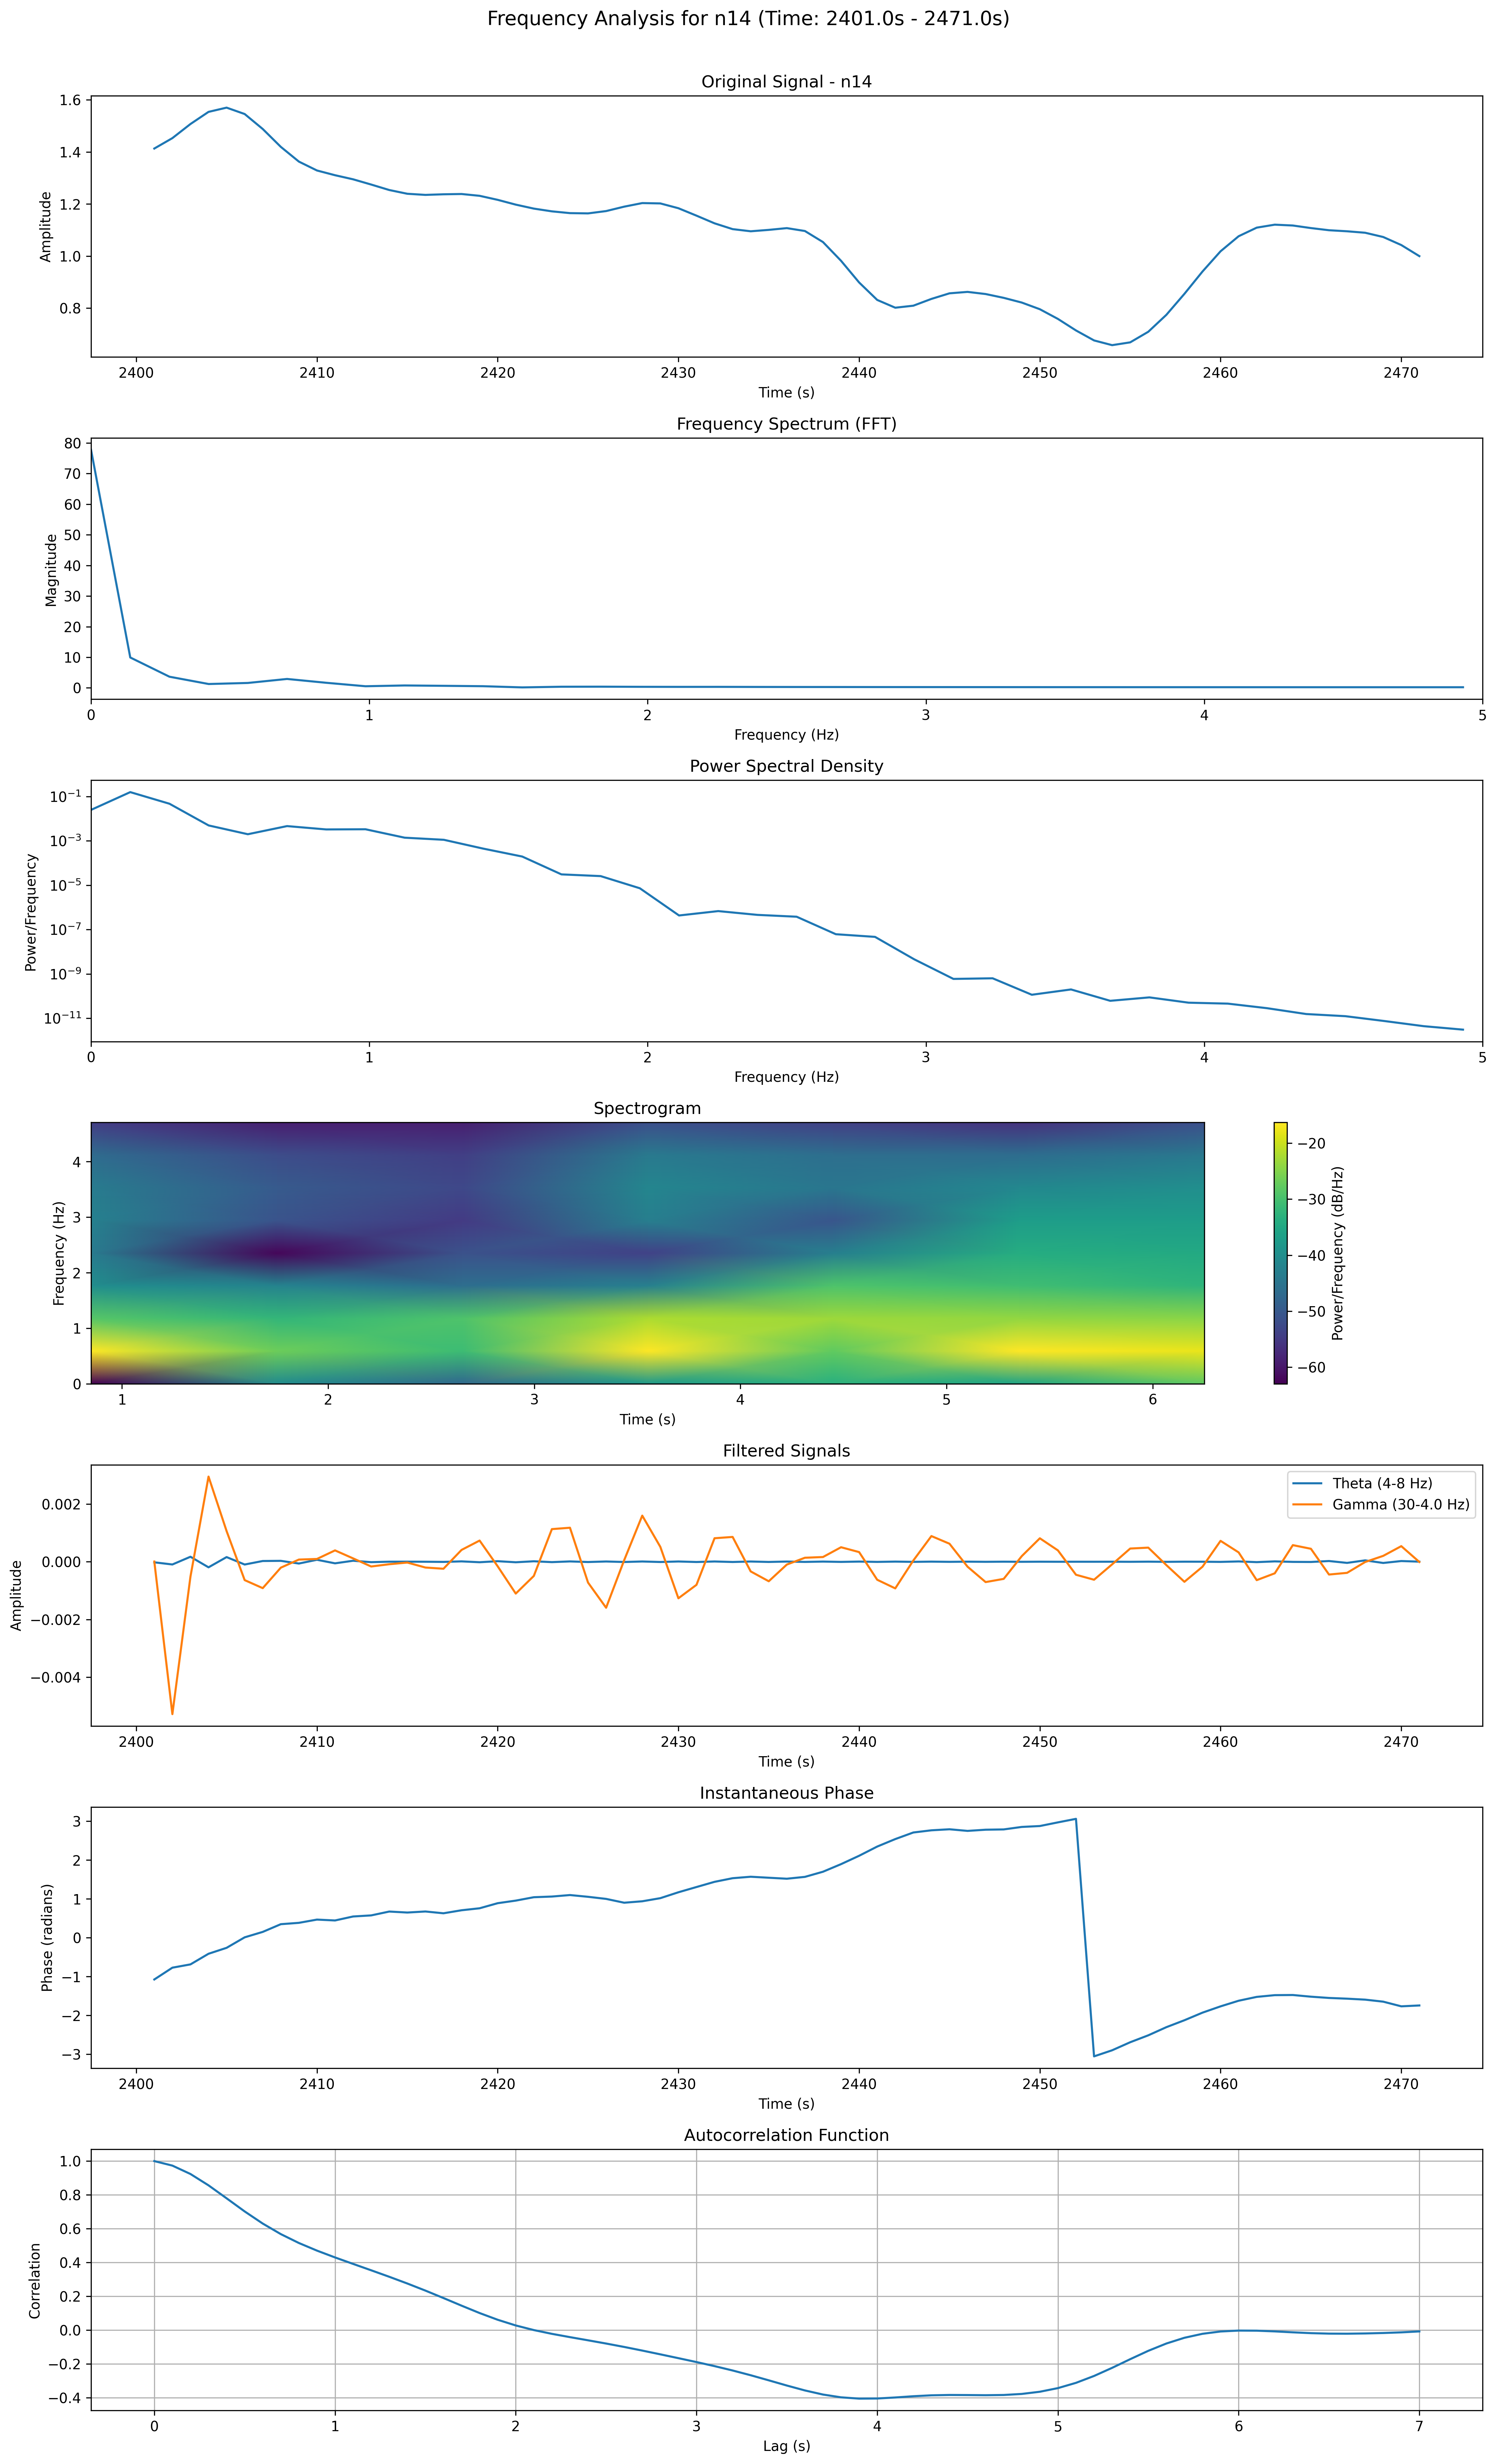 Frequency Analysis for n14 (Time: 2401.0s - 2471.0s)
Original Signal - n14
1.6
1.4
1.2
1.0
0.8
Amplitude
2400 2410 2420 2430 2440 2450 2460 2470
Time (s)
Frequency Spectrum (FFT)
80
70
60
50
40
30
20
10
0
Magnitude
0 1 2 3 4 5
Frequency (Hz)
Power Spectral Density
10⁻¹
10⁻³
10⁻⁵
10⁻⁷
10⁻⁹
10⁻¹¹
Power/Frequency
0 1 2 3 4 5
Frequency (Hz)
Spectrogram
4
3
2
1
0
Frequency (Hz)
1 2 3 4 5 6
Time (s)
−20
−30
−40
−50
−60
Power/Frequency (dB/Hz)
Filtered Signals
Theta (4-8 Hz)
Gamma (30-4.0 Hz)
0.002
0.000
−0.002
−0.004
Amplitude
2400 2410 2420 2430 2440 2450 2460 2470
Time (s)
Instantaneous Phase
3
2
1
0
−1
−2
−3
Phase (radians)
2400 2410 2420 2430 2440 2450 2460 2470
Time (s)
Autocorrelation Function
1.0
0.8
0.6
0.4
0.2
0.0
−0.2
−0.4
Correlation
0 1 2 3 4 5 6 7
Lag (s)